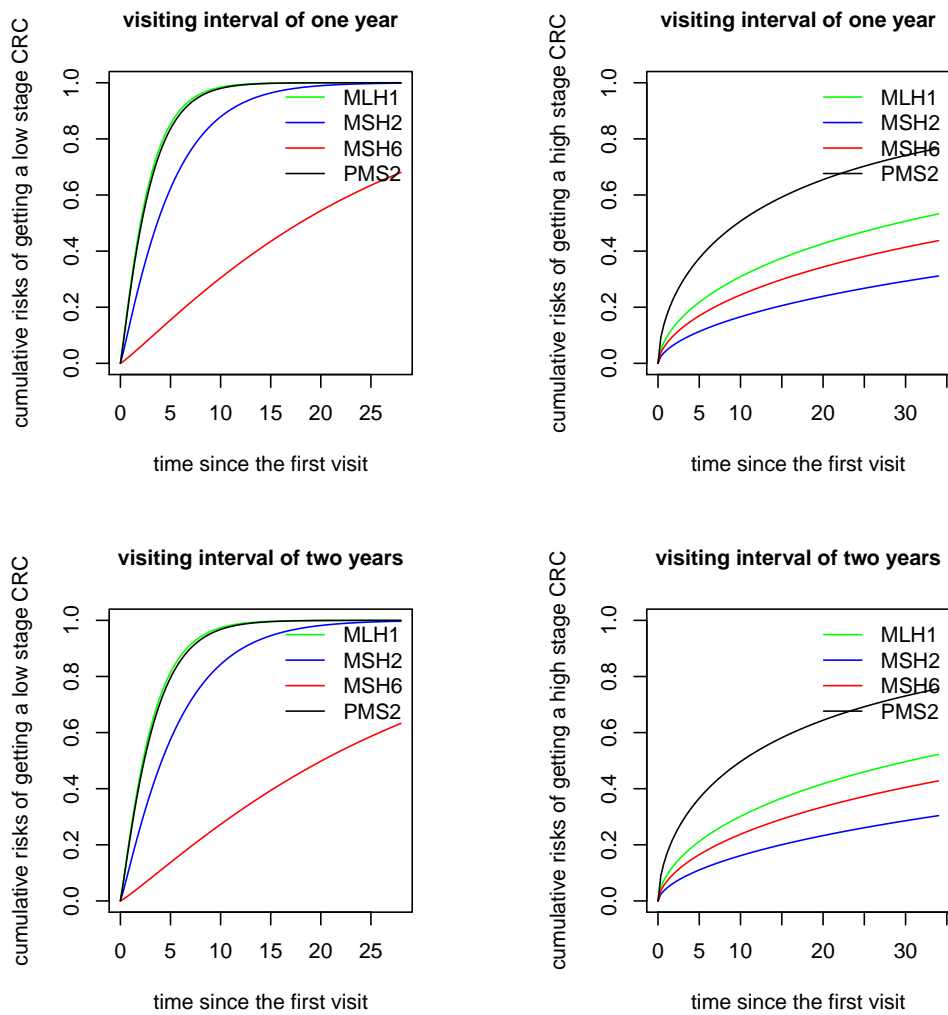 visiting interval of one year
cumulative risks of getting a low stage CRC
1.0
0.8
0.6
0.4
0.2
0.0
MLH1
MSH2
MSH6
PMS2
0 5 10 15 20 25
time since the first visit
visiting interval of one year
cumulative risks of getting a high stage CRC
1.0
0.8
0.6
0.4
0.2
0.0
MLH1
MSH2
MSH6
PMS2
0 5 10 20 30
time since the first visit
visiting interval of two years
cumulative risks of getting a low stage CRC
1.0
0.8
0.6
0.4
0.2
0.0
MLH1
MSH2
MSH6
PMS2
0 5 10 15 20 25
time since the first visit
visiting interval of two years
cumulative risks of getting a high stage CRC
1.0
0.8
0.6
0.4
0.2
0.0
MLH1
MSH2
MSH6
PMS2
0 5 10 20 30
time since the first visit